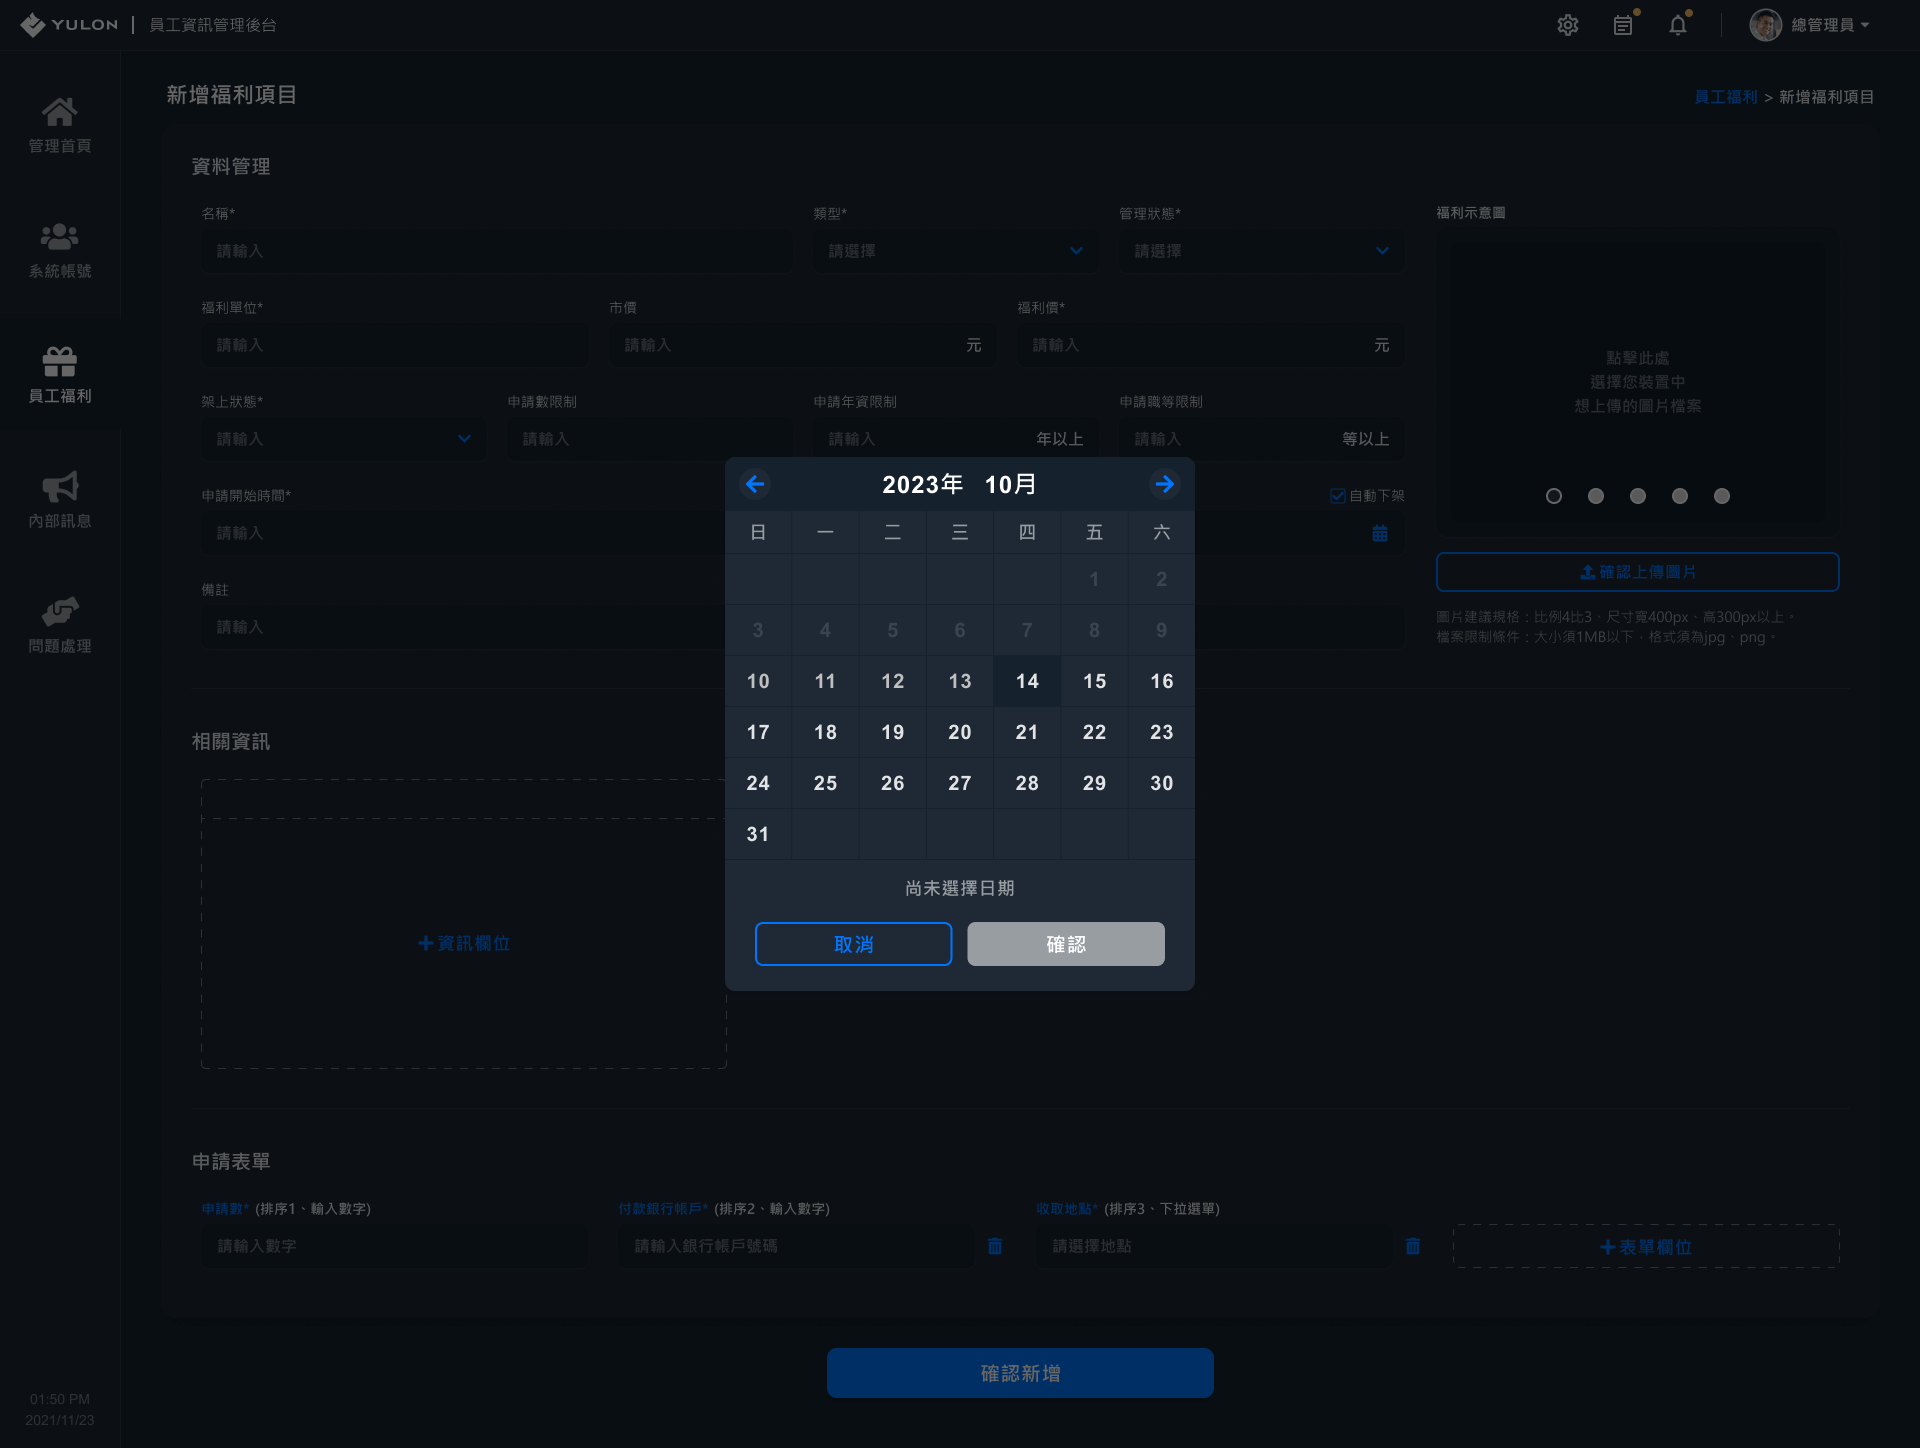 YULON
員工資訊管理後台
總管理員
管理首頁
系統帳號
員工福利
內部訊息
問題處理
01:50 PM
2021/11/23
新增福利項目
員工福利 > 新增福利項目
資料管理
名稱*
請輸入
類型*
請選擇
管理狀態*
請選擇
福利示意圖
點擊此處
選擇您裝置中
想上傳的圖片檔案
福利單位*
請輸入
市價
請輸入 元
福利價*
請輸入 元
架上狀態*
請輸入
申請數限制
請輸入
申請年資限制
請輸入 年以上
申請職等限制
請輸入 等以上
申請開始時間*
請輸入
自動下架
確認上傳圖片
圖片建議規格：比例4比3、尺寸寬400px、高300px以上。
檔案限制條件：大小須1MB以下，格式須為jpg、png。
備註
請輸入
2023年 10月
日 一 二 三 四 五 六
1 2
3 4 5 6 7 8 9
10 11 12 13 14 15 16
17 18 19 20 21 22 23
24 25 26 27 28 29 30
31
尚未選擇日期
取消
確認
相關資訊
資訊欄位
申請表單
申請數* (排序1、輸入數字)
請輸入數字
付款銀行帳戶* (排序2、輸入數字)
請輸入銀行帳戶號碼
收取地點* (排序3、下拉選單)
請選擇地點
表單欄位
確認新增